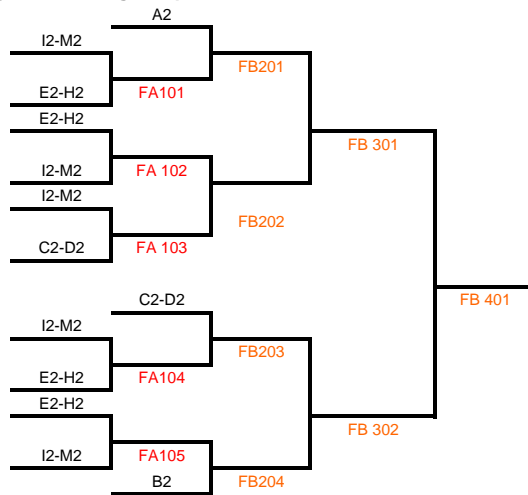 A2
I2-M2
FB201
E2-H2
FA101
E2-H2
FB 301
I2-M2
FA 102
I2-M2
FB202
C2-D2
FA 103
C2-D2
FB 401
I2-M2
FB203
E2-H2
FA104
E2-H2
FB 302
I2-M2
FA105
B2
FB204